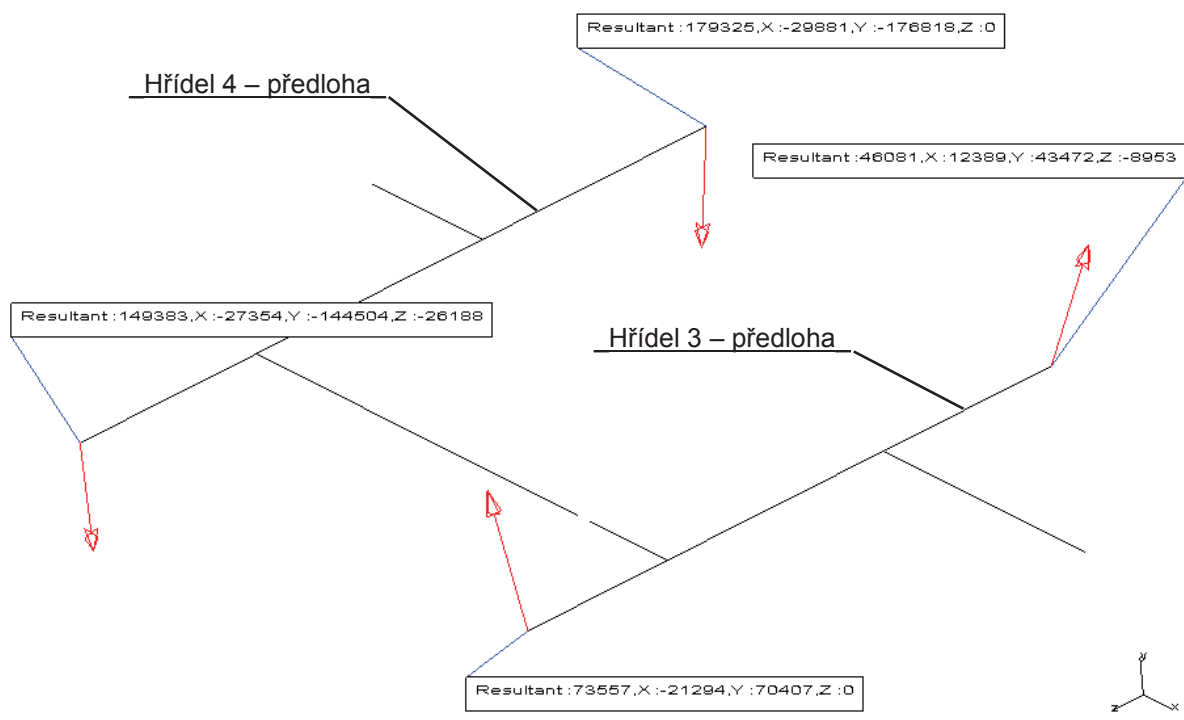 Resultant :179325,X :-29881,Y :-176818,Z :0
Hřídel 4 – předloha
Resultant :46081,X :12389,Y :43472,Z :-8953
Resultant :149383,X :-27354,Y :-144504,Z :-26188
Hřídel 3 – předloha
Resultant :73557,X :-21294,Y :70407,Z :0
y
z
x